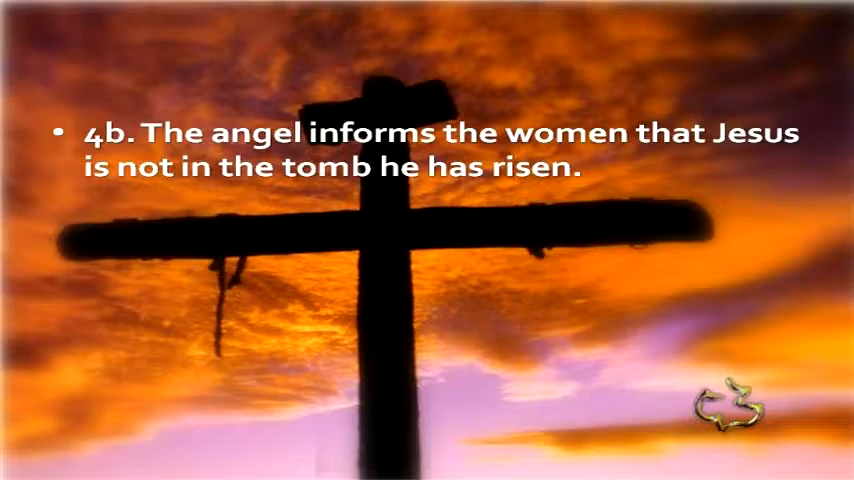 • 4b. The angel informs the women that Jesus
is not in the tomb he has risen.